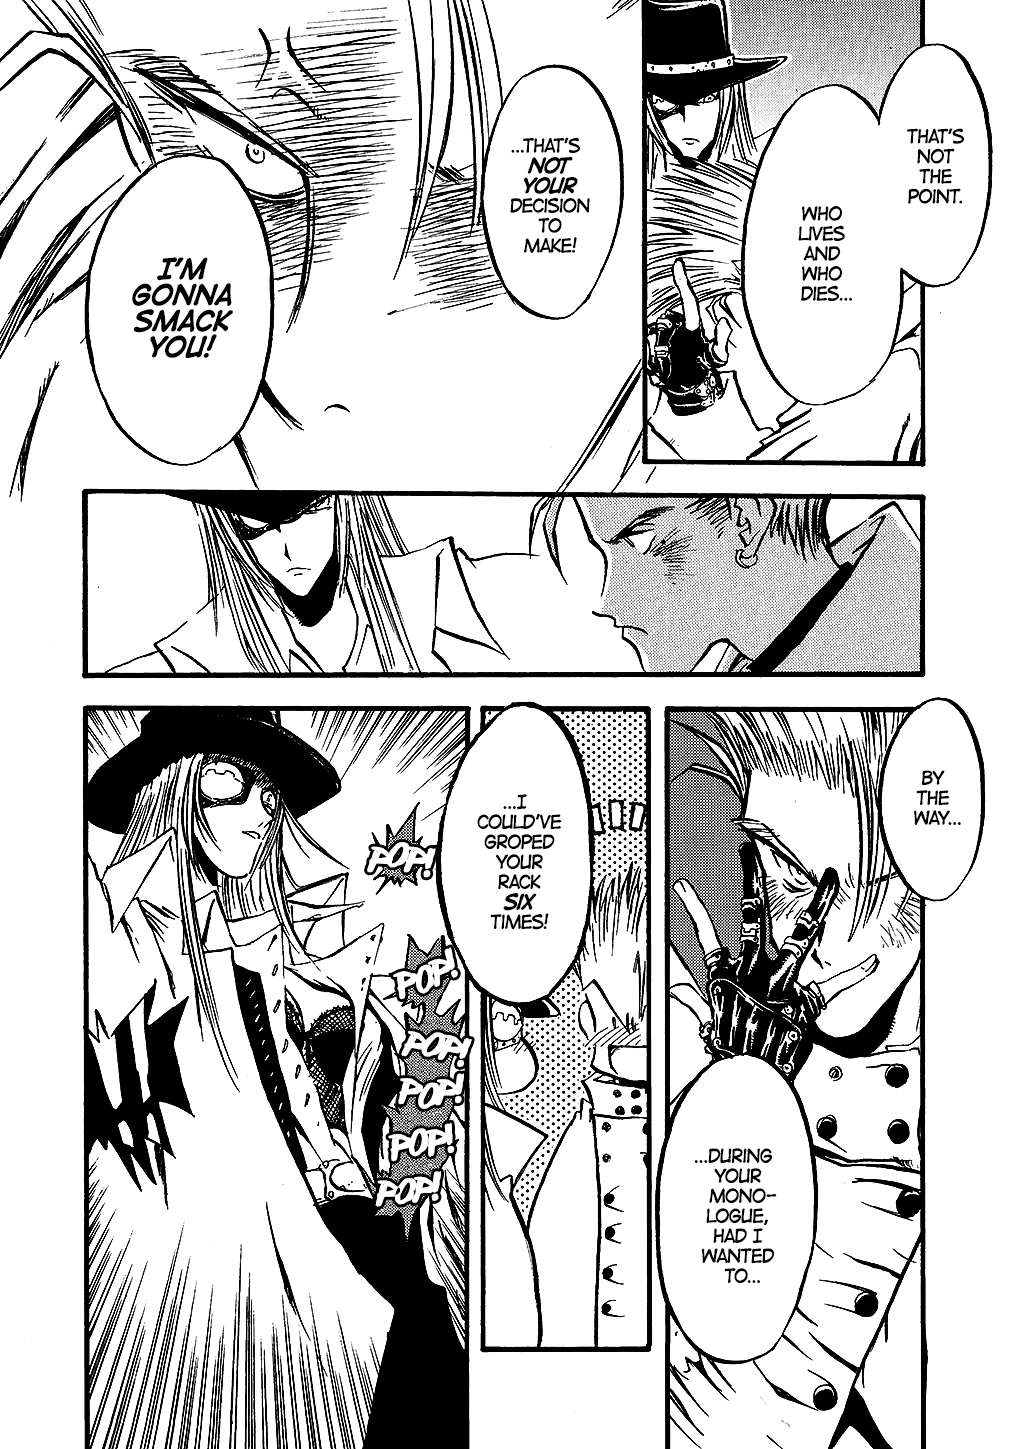 THAT'S
NOT
THE
POINT.
WHO
LIVES
AND
WHO
DIES...
...THAT'S
NOT YOUR
DECISION
TO
MAKE!
I'M
GONNA
SMACK
YOU!
BY
THE
WAY...
...DURING
YOUR
MONO-
LOGUE,
HAD I
WANTED
TO...
...I
COULD'VE
GROPED
YOUR
RACK
SIX
TIMES!
POP!
POP!
POP!
POP!
POP!
POP!